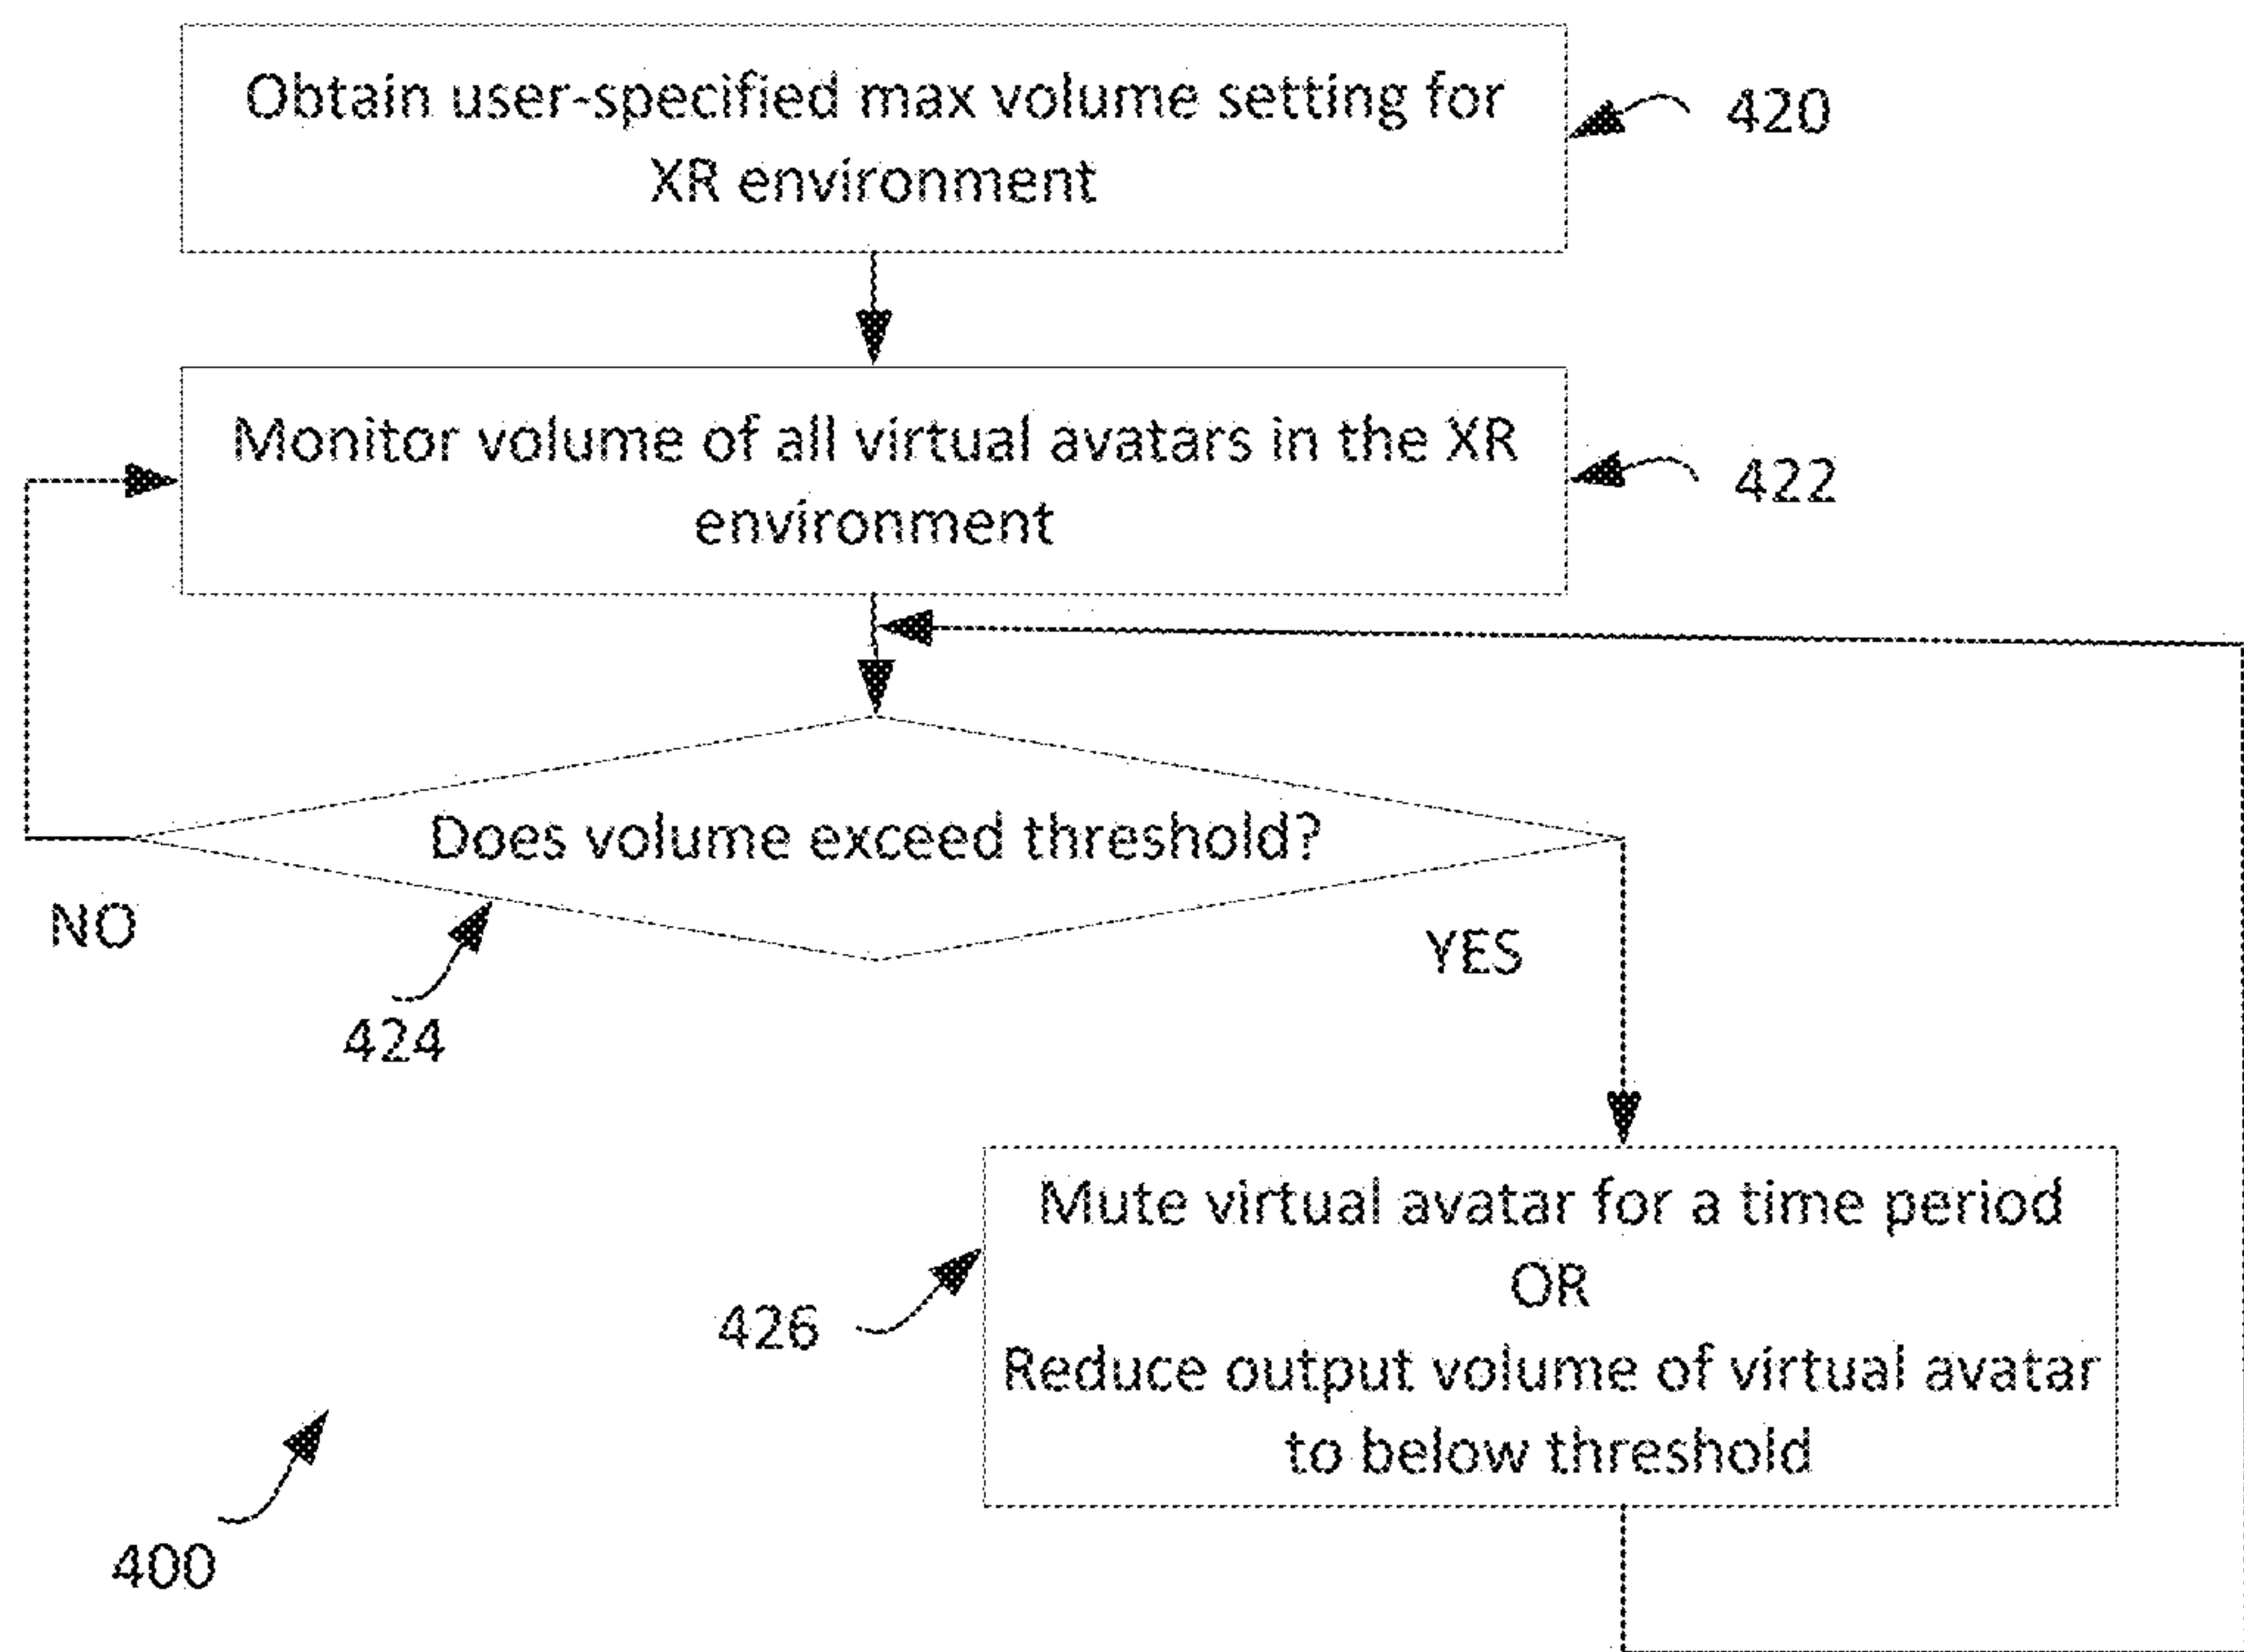 Obtain user-specified max volume setting for
XR environment
420
Monitor volume of all virtual avatars in the XR
environment
422
Does volume exceed threshold?
NO
YES
424
Mute virtual avatar for a time period
OR
Reduce output volume of virtual avatar
to below threshold
426
400